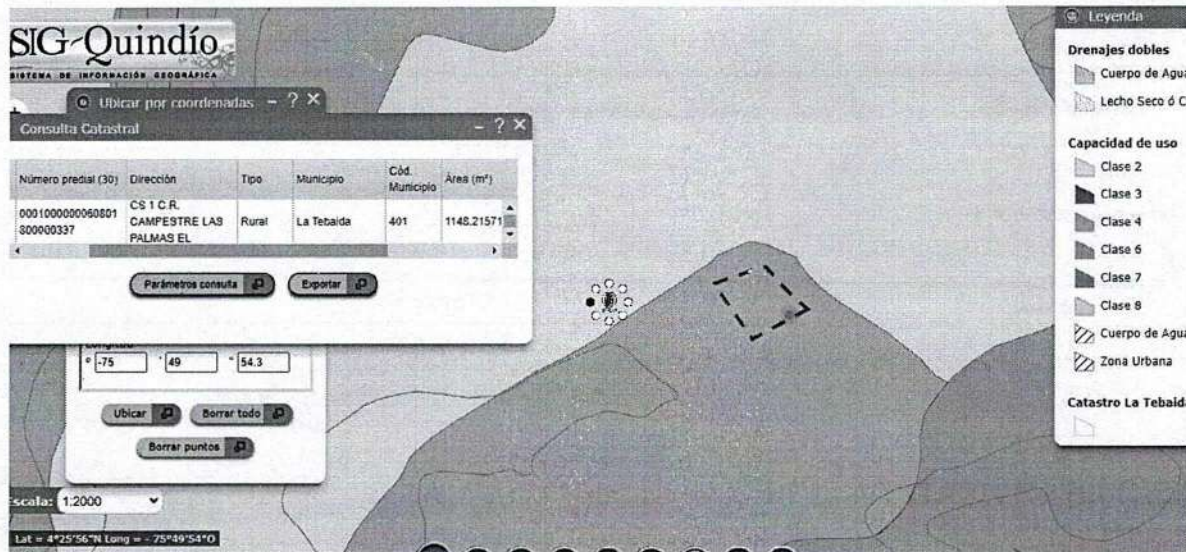 SIG-Quindío
SISTEMA DE INFORMACIÓN GEOGRÁFICA
Ubicar por coordenadas – ? ×
Consulta Catastral – ? ×
Número predial (30) Dirección Tipo Municipio Cód. Municipio Área (m²)
0001000000060801
800000337
CS 1 C.R.
CAMPESTRE LAS
PALMAS EL
Rural La Tebaida 401 1148.21571
Parámetros consulta Exportar
Longitud
° -75 ' 49 " 54.3
Ubicar Borrar todo
Borrar puntos
Escala: 1:2000
Lat = 4°25'56"N Long = - 75°49'54"O
Leyenda
Drenajes dobles
Cuerpo de Agua
Lecho Seco ó C
Capacidad de uso
Clase 2
Clase 3
Clase 4
Clase 6
Clase 7
Clase 8
Cuerpo de Agua
Zona Urbana
Catastro La Tebaida